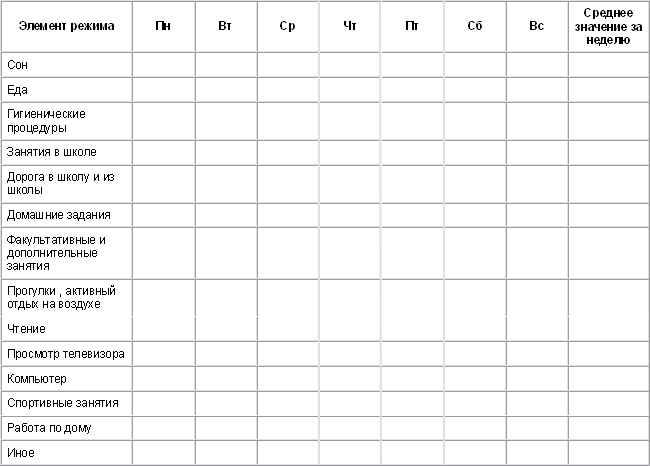 Элемент режима Пн Вт Ср Чт Пт Сб Вс Среднее
значение за
неделю
Сон
Еда
Гигиенические
процедуры
Занятия в школе
Дорога в школу и из
школы
Домашние задания
Факультативные и
дополнительные
занятия
Прогулки , активный
отдых на воздухе
Чтение
Просмотр телевизора
Компьютер
Спортивные занятия
Работа по дому
Иное